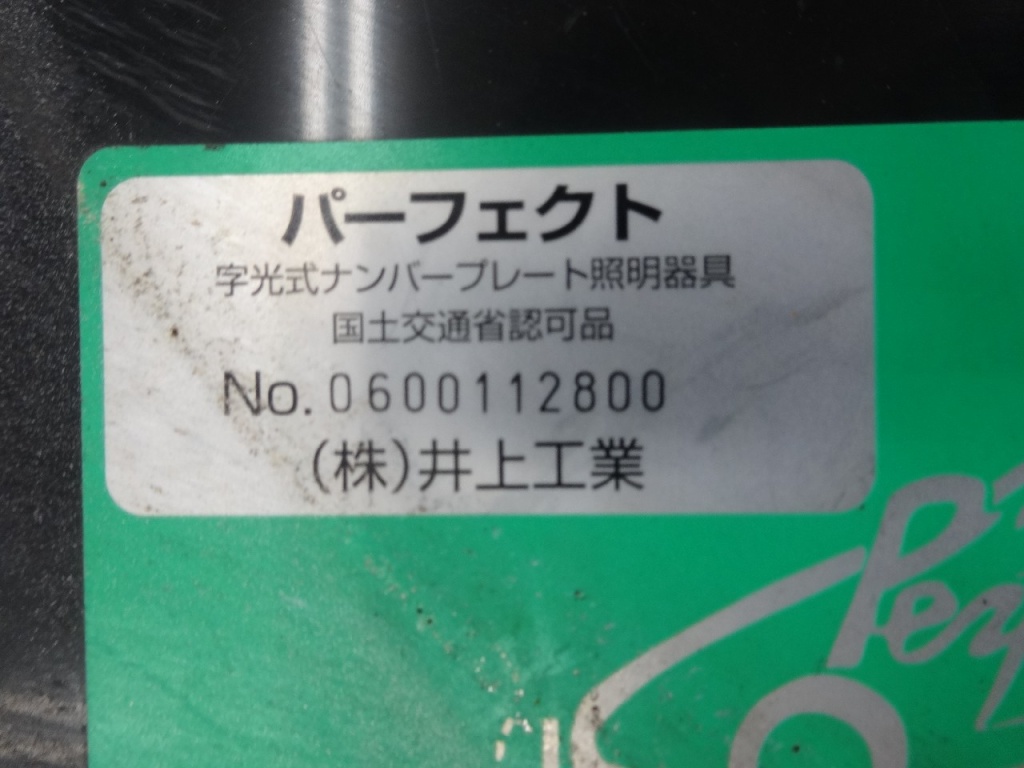 パーフェクト
字光式ナンバープレート照明器具
国土交通省認可品
No.0600112800
(株)井上工業